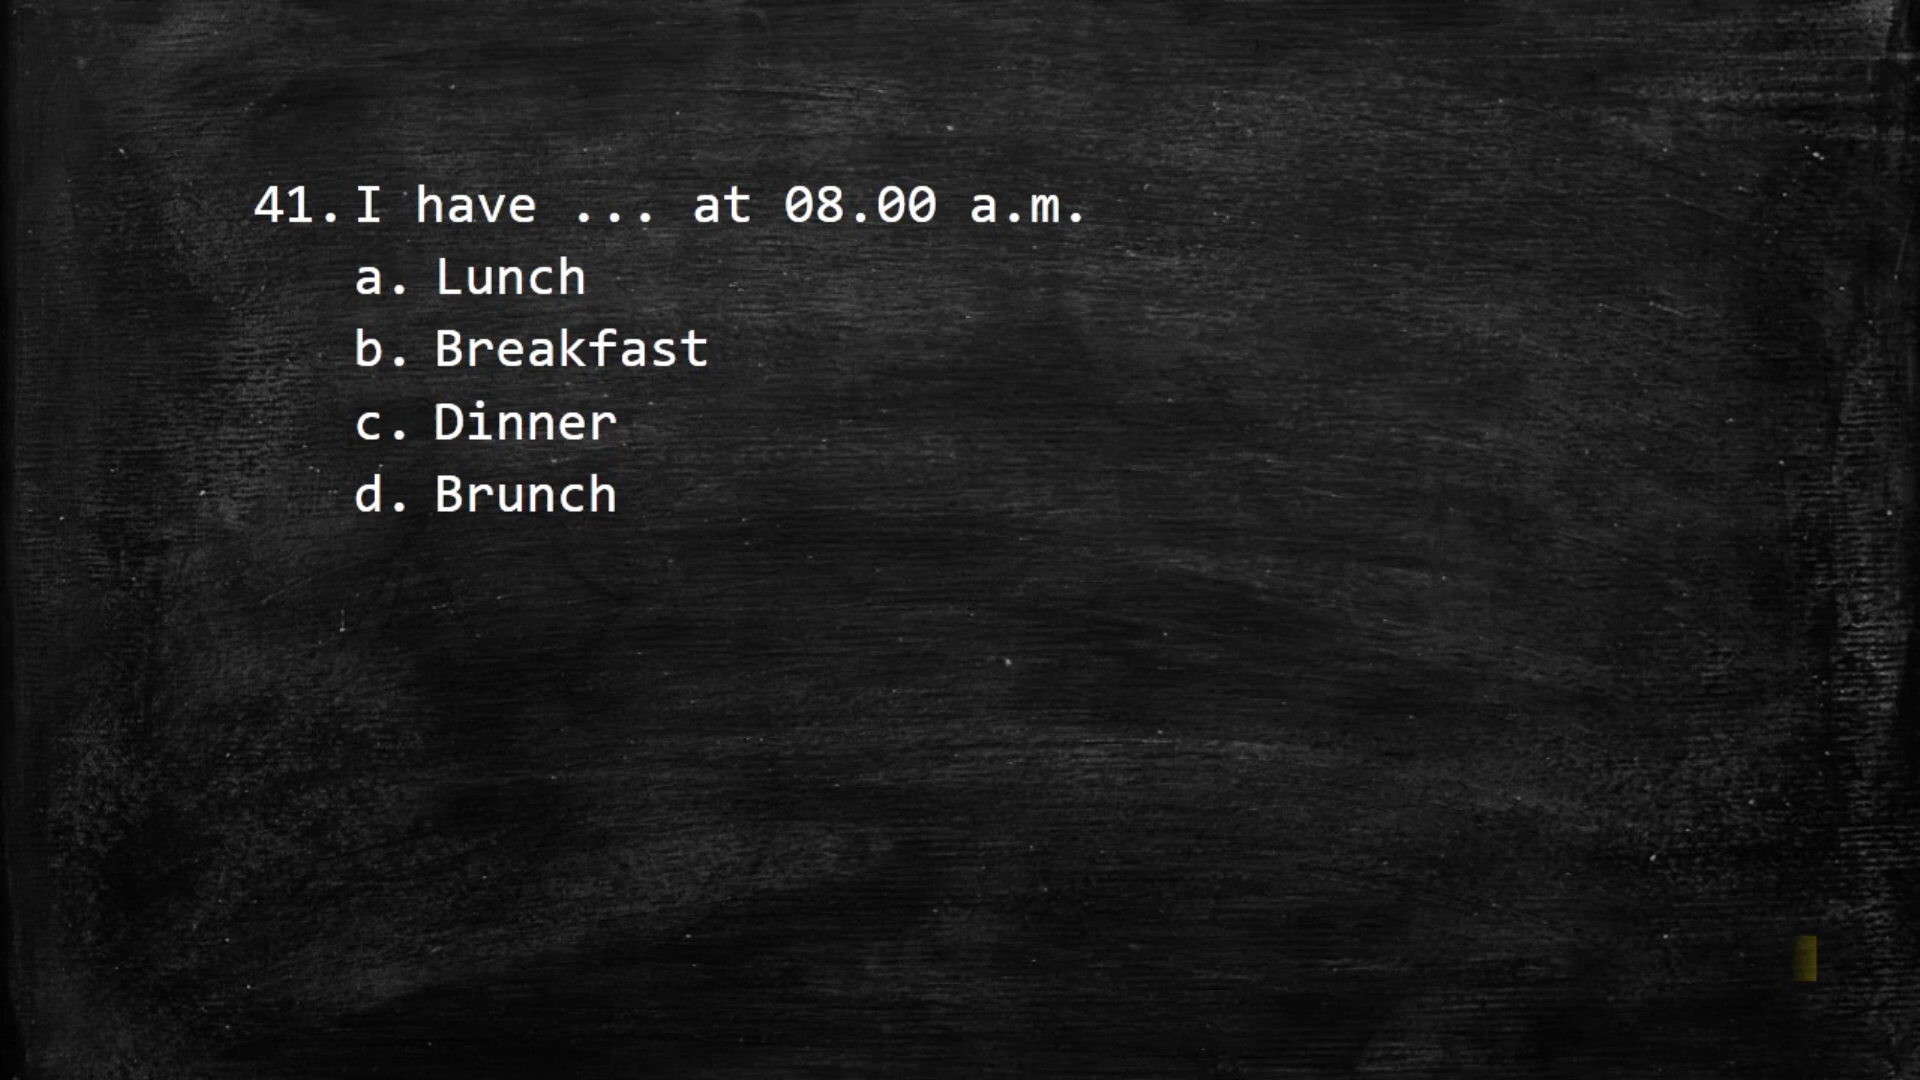 41. I have ... at 08.00 a.m.
a. Lunch
b. Breakfast
c. Dinner
d. Brunch